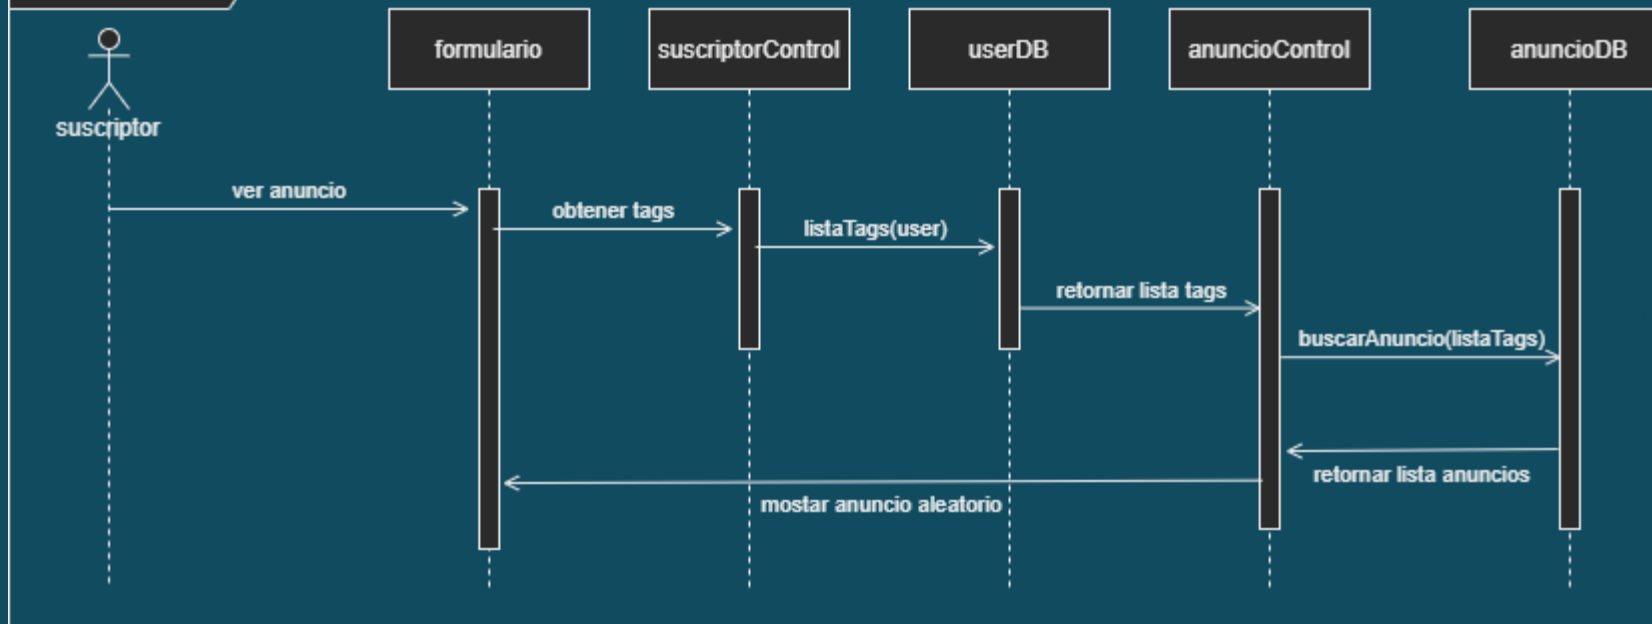 formulario
suscriptorControl
userDB
anuncioControl
anuncioDB
suscriptor
ver anuncio
obtener tags
listaTags(user)
retornar lista tags
buscarAnuncio(listaTags)
retornar lista anuncios
mostar anuncio aleatorio